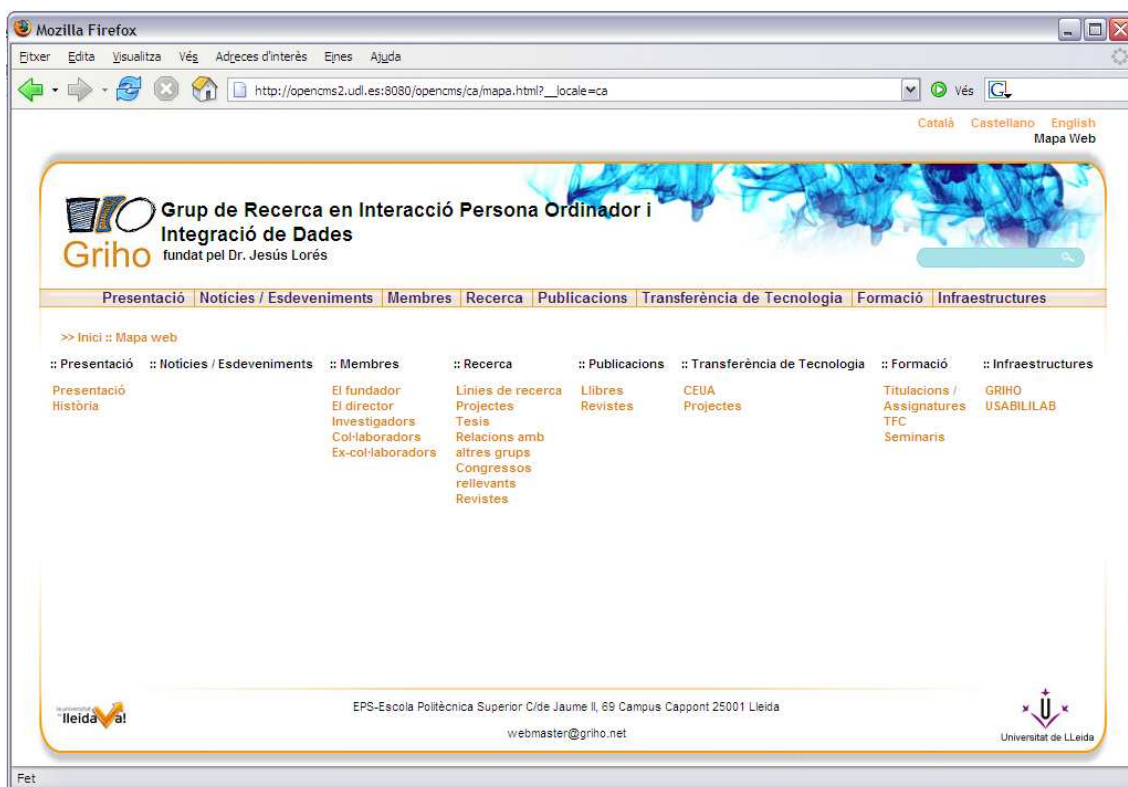 Mozilla Firefox
Fitxer Edita Visualitza Vés Adreces d'interès Eines Ajuda
http://opencms2.udl.es:8080/opencms/ca/mapa.html?__locale=ca Vés G
Català Castellano English
Mapa Web
Grup de Recerca en Interacció Persona Ordinador i
Integració de Dades
Griho fundat pel Dr. Jesús Lorés
Presentació Notícies / Esdeveniments Membres Recerca Publicacions Transferència de Tecnologia Formació Infraestructures
>> Inici :: Mapa web
:: Presentació :: Notícies / Esdeveniments :: Membres :: Recerca :: Publicacions :: Transferència de Tecnologia :: Formació :: Infraestructures
Presentació
Història
El fundador
El director
Investigadors
Col·laboradors
Ex-col·laboradors
Línies de recerca
Projectes
Tesis
Relacions amb
altres grups
Congressos
rellevants
Revistes
Llibres
Revistes
CEUA
Projectes
Titulacions /
Assignatures
TFC
Seminaris
GRIHO
USABILILAB
lleida va!
EPS-Escola Politècnica Superior C/de Jaume II, 69 Campus Cappont 25001 Lleida
webmaster@griho.net
Universitat de LLeida
Fet